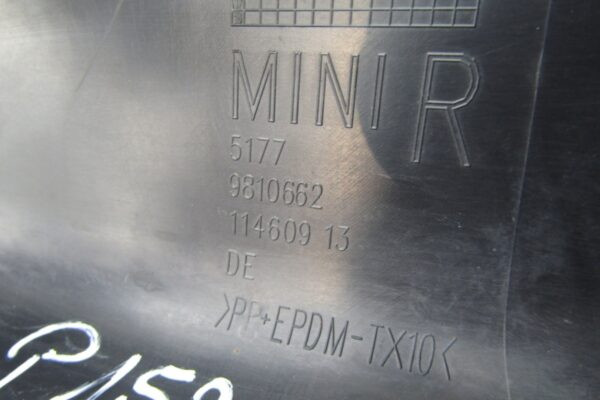 MINI R
5177
9810662
114609 13
DE
>PP+EPDM-TX10<